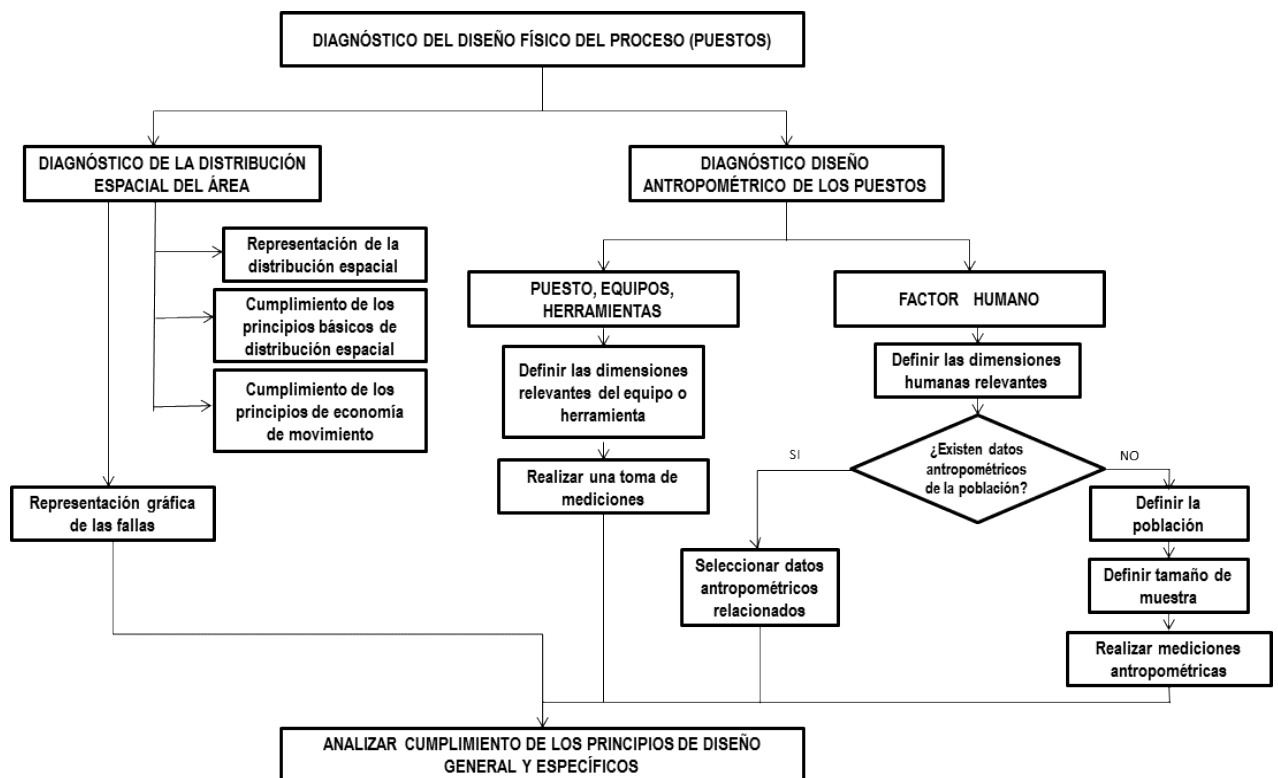 DIAGNÓSTICO DEL DISEÑO FÍSICO DEL PROCESO (PUESTOS)
DIAGNÓSTICO DE LA DISTRIBUCIÓN
ESPACIAL DEL ÁREA
DIAGNÓSTICO DISEÑO
ANTROPOMÉTRICO DE LOS PUESTOS
Representación de la
distribución espacial
Cumplimiento de los
principios básicos de
distribución espacial
Cumplimiento de los
principios de economía
de movimiento
Representación gráfica
de las fallas
PUESTO, EQUIPOS,
HERRAMIENTAS
Definir las dimensiones
relevantes del equipo o
herramienta
Realizar una toma de
mediciones
FACTOR HUMANO
Definir las dimensiones
humanas relevantes
¿Existen datos
antropométricos
de la población?
SI
NO
Seleccionar datos
antropométricos
relacionados
Definir la
población
Definir tamaño de
muestra
Realizar mediciones
antropométricas
ANALIZAR CUMPLIMIENTO DE LOS PRINCIPIOS DE DISEÑO
GENERAL Y ESPECÍFICOS